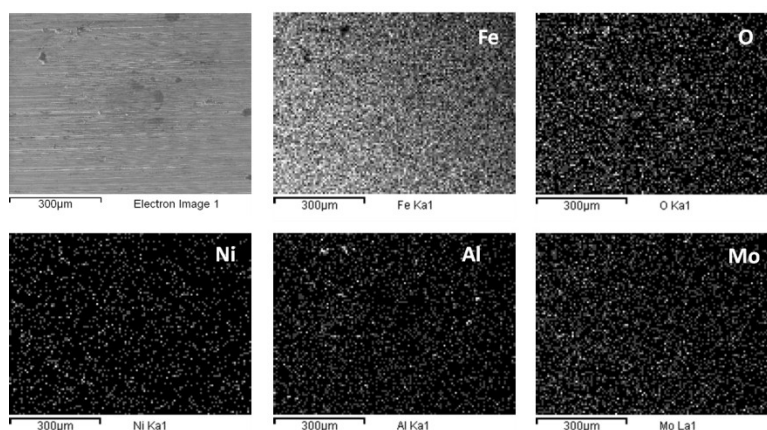 Fe
O
300µm
Electron Image 1
300µm
Fe Ka1
300µm
O Ka1
Ni
Al
Mo
300µm
Ni Ka1
300µm
Al Ka1
300µm
Mo La1